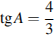 tgA = 4/3